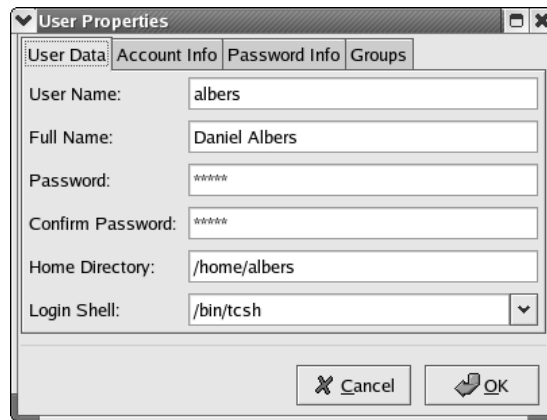 User Properties
User Data Account Info Password Info Groups
User Name: albers
Full Name: Daniel Albers
Password: *****
Confirm Password: *****
Home Directory: /home/albers
Login Shell: /bin/tcsh
Cancel OK